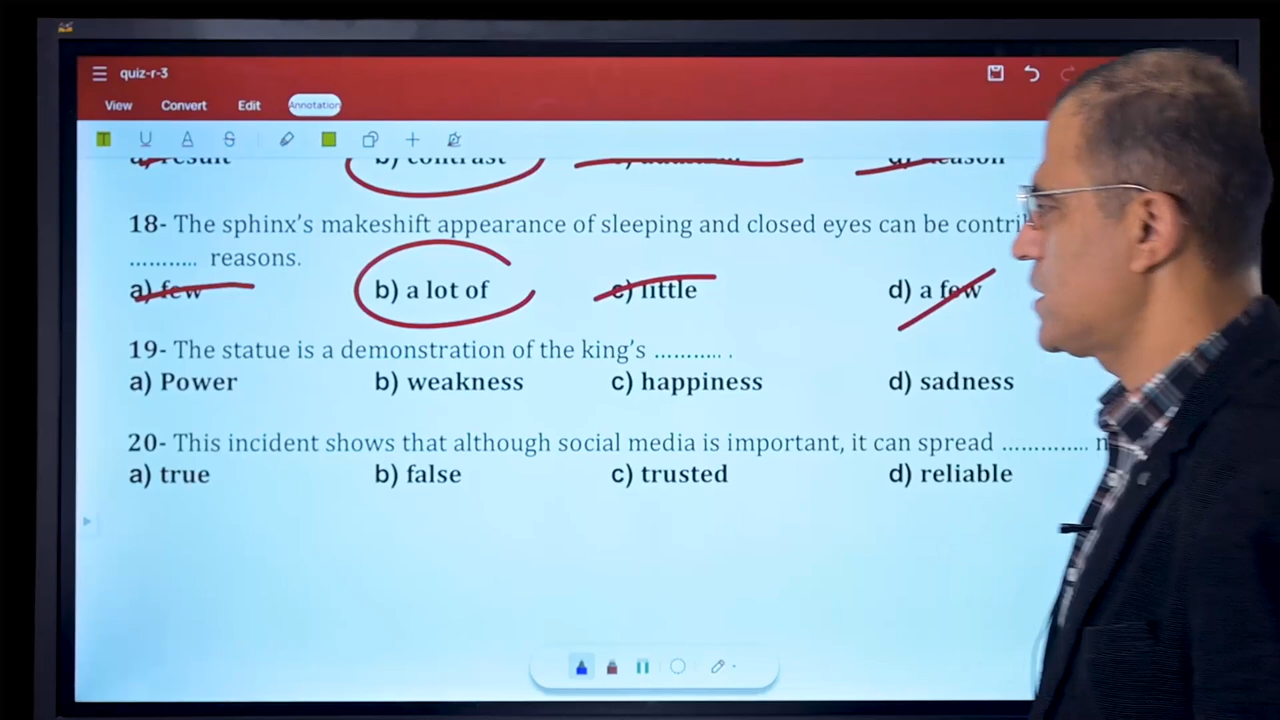 quiz-r-3
View Convert Edit Annotation
a) result b) contrast d) reason
18- The sphinx’s makeshift appearance of sleeping and closed eyes can be
……….. reasons.
a) few b) a lot of c) little d) a few
19- The statue is a demonstration of the king’s ……….. .
a) Power b) weakness c) happiness d) sadness
20- This incident shows that although social media is important, it can spread ………….
a) true b) false c) trusted d) reliable